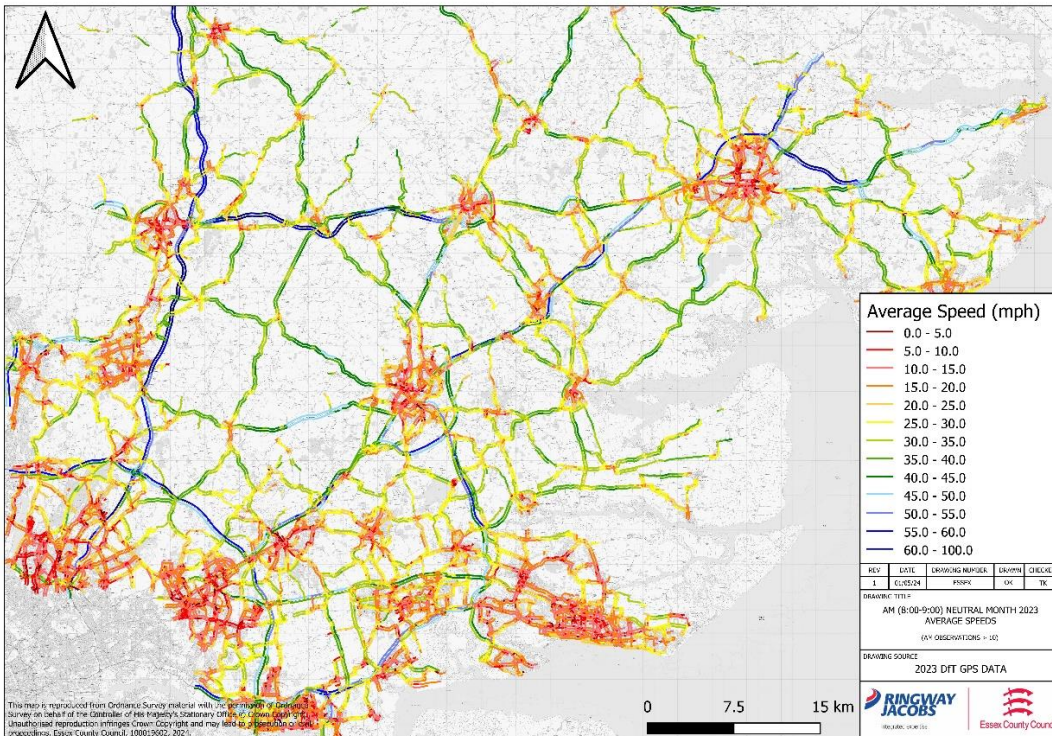 Average Speed (mph)
0.0 - 5.0
5.0 - 10.0
10.0 - 15.0
15.0 - 20.0
20.0 - 25.0
25.0 - 30.0
30.0 - 35.0
35.0 - 40.0
40.0 - 45.0
45.0 - 50.0
50.0 - 55.0
55.0 - 60.0
60.0 - 100.0
REV DATE DRAWING NUMBER DRAWN CHECKE
1 01/05/24 ESSEX OK TK
DRAWING TITLE
AM (8:00-9:00) NEUTRAL MONTH 2023
AVERAGE SPEEDS
(AM OBSERVATIONS > 10)
DRAWING SOURCE
2023 DfT GPS DATA
RINGWAY
JACOBS
Integrated expertise
Essex County Counc
0 7.5 15 km
This map is reproduced from Ordnance Survey material with the permission of Ordnance
Survey on behalf of the Controller of His Majesty's Stationary Office © Crown Copyright.
Unauthorised reproduction infringes Crown Copyright and may lead to prosecution or civil
proceedings. Essex County Council, 100019602, 2024.